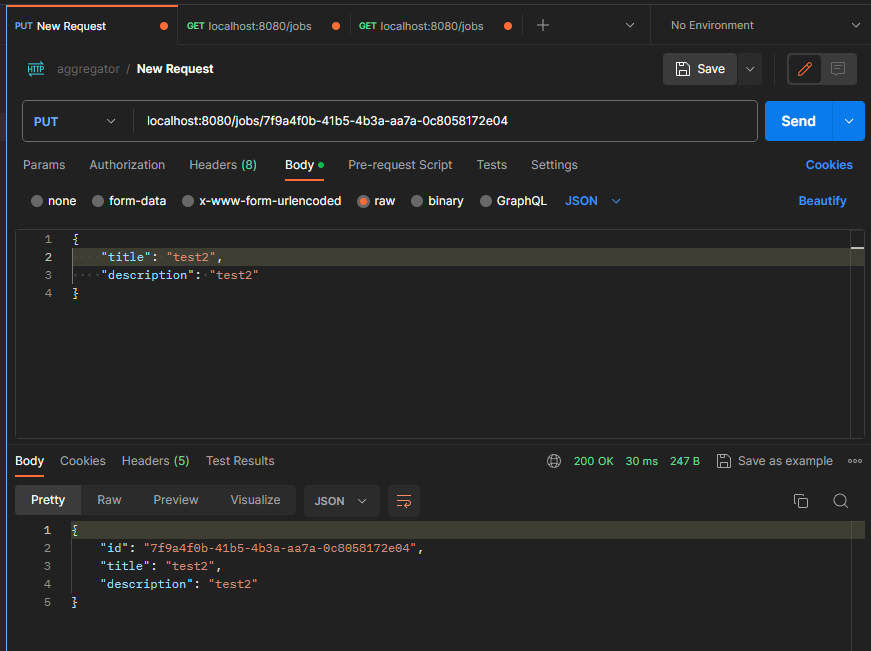 PUT New Request GET localhost:8080/jobs GET localhost:8080/jobs No Environment
HTTP aggregator / New Request Save
PUT localhost:8080/jobs/7f9a4f0b-41b5-4b3a-aa7a-0c8058172e04 Send
Params Authorization Headers (8) Body Pre-request Script Tests Settings Cookies
none form-data x-www-form-urlencoded raw binary GraphQL JSON Beautify
1 {
2 "title": "test2",
3 "description": "test2"
4 }
Body Cookies Headers (5) Test Results 200 OK 30 ms 247 B Save as example
Pretty Raw Preview Visualize JSON
1 {
2 "id": "7f9a4f0b-41b5-4b3a-aa7a-0c8058172e04",
3 "title": "test2",
4 "description": "test2"
5 }